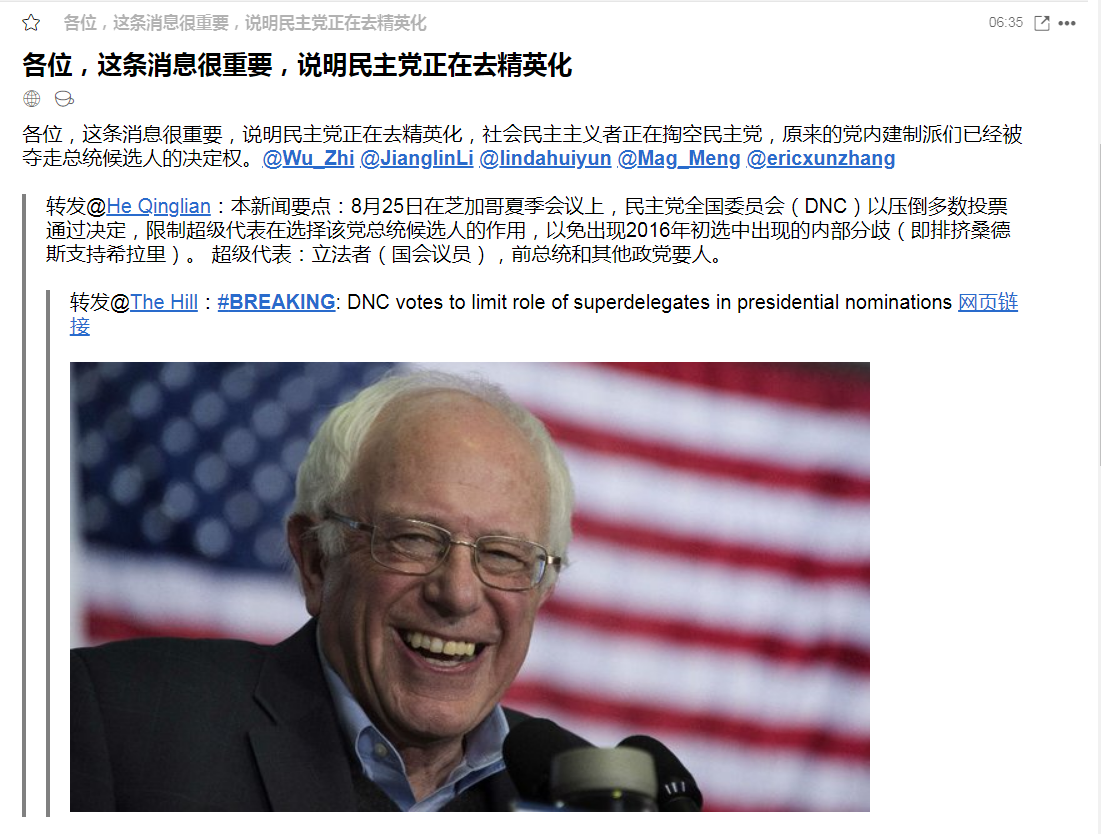 各位，这条消息很重要，说明民主党正在去精英化
06:35
各位，这条消息很重要，说明民主党正在去精英化
各位，这条消息很重要，说明民主党正在去精英化，社会民主主义者正在掏空民主党，原来的党内建制派们已经被
夺走总统候选人的决定权。@Wu_Zhi @JianglinLi @lindahuiyun @Mag_Meng @ericxunzhang
转发@He Qinglian：本新闻要点：8月25日在芝加哥夏季会议上，民主党全国委员会（DNC）以压倒多数投票
通过决定，限制超级代表在选择该党总统候选人的作用，以免出现2016年初选中出现的内部分歧（即排挤桑德
斯支持希拉里）。 超级代表：立法者（国会议员），前总统和其他政党要人。
转发@The Hill：#BREAKING: DNC votes to limit role of superdelegates in presidential nominations 网页链
接